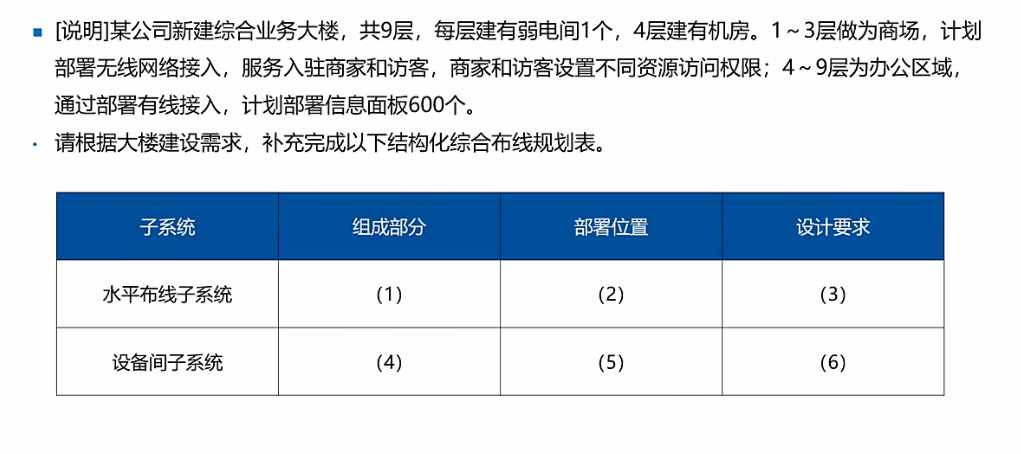 [说明]某公司新建综合业务大楼，共9层，每层建有弱电间1个，4层建有机房。1～3层做为商场，计划
部署无线网络接入，服务入驻商家和访客，商家和访客设置不同资源访问权限；4～9层为办公区域，
通过部署有线接入，计划部署信息面板600个。
请根据大楼建设需求，补充完成以下结构化综合布线规划表。
子系统 组成部分 部署位置 设计要求
水平布线子系统 （1） （2） （3）
设备间子系统 （4） （5） （6）